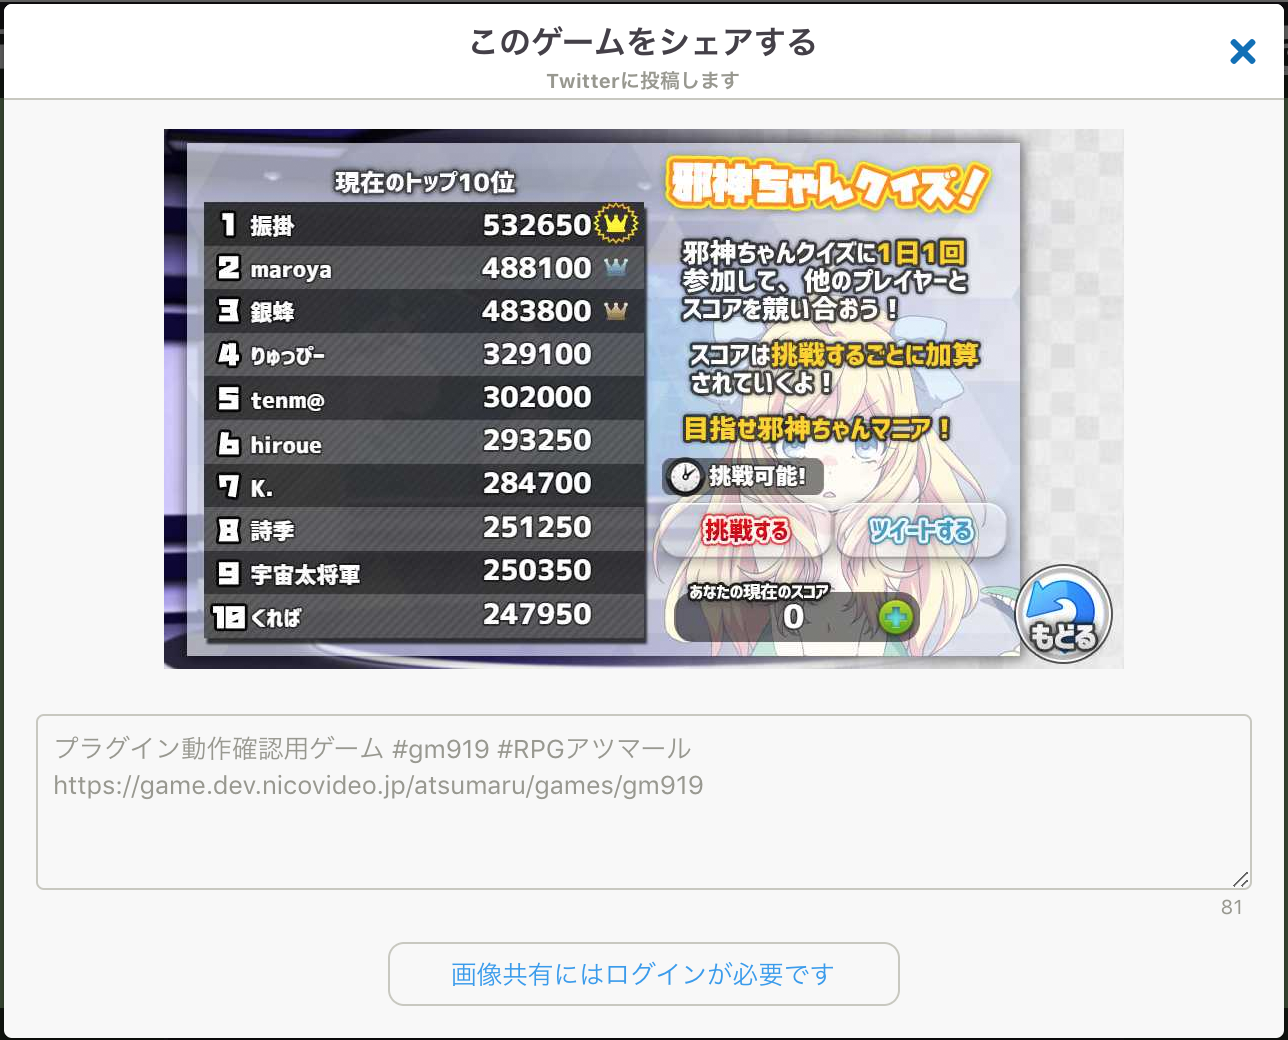 このゲームをシェアする
Twitterに投稿します
現在のトップ10位
1 振掛 532650
2 maroya 488100
3 銀蜂 483800
4 りゅっぴー 329100
5 tenm@ 302000
6 hiroue 293250
7 K. 284700
8 詩季 251250
9 宇宙太将軍 250350
10 くれば 247950
邪神ちゃんクイズ!
邪神ちゃんクイズに1日1回
参加して、他のプレイヤーと
スコアを競い合おう!
スコアは挑戦するごとに加算
されていくよ!
目指せ邪神ちゃんマニア!
挑戦可能!
挑戦する ツイートする
あなたの現在のスコア
0
もどる
プラグイン動作確認用ゲーム #gm919 #RPGアツマール
https://game.dev.nicovideo.jp/atsumaru/games/gm919
81
画像共有にはログインが必要です